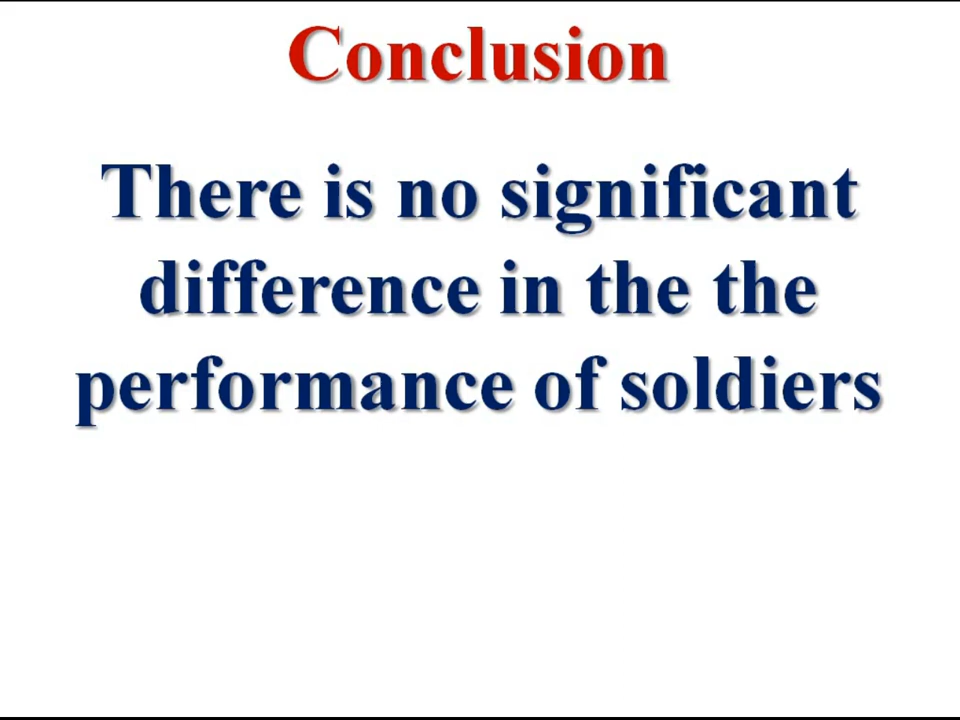 Conclusion
There is no significant
difference in the the
performance of soldiers